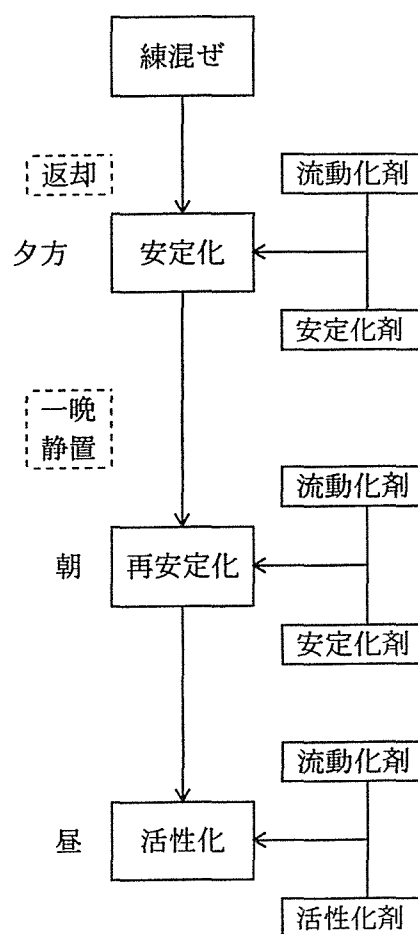 練混ぜ
返却
流動化剤
夕方
安定化
安定化剤
一晩
静置
流動化剤
朝
再安定化
安定化剤
流動化剤
昼
活性化
活性化剤